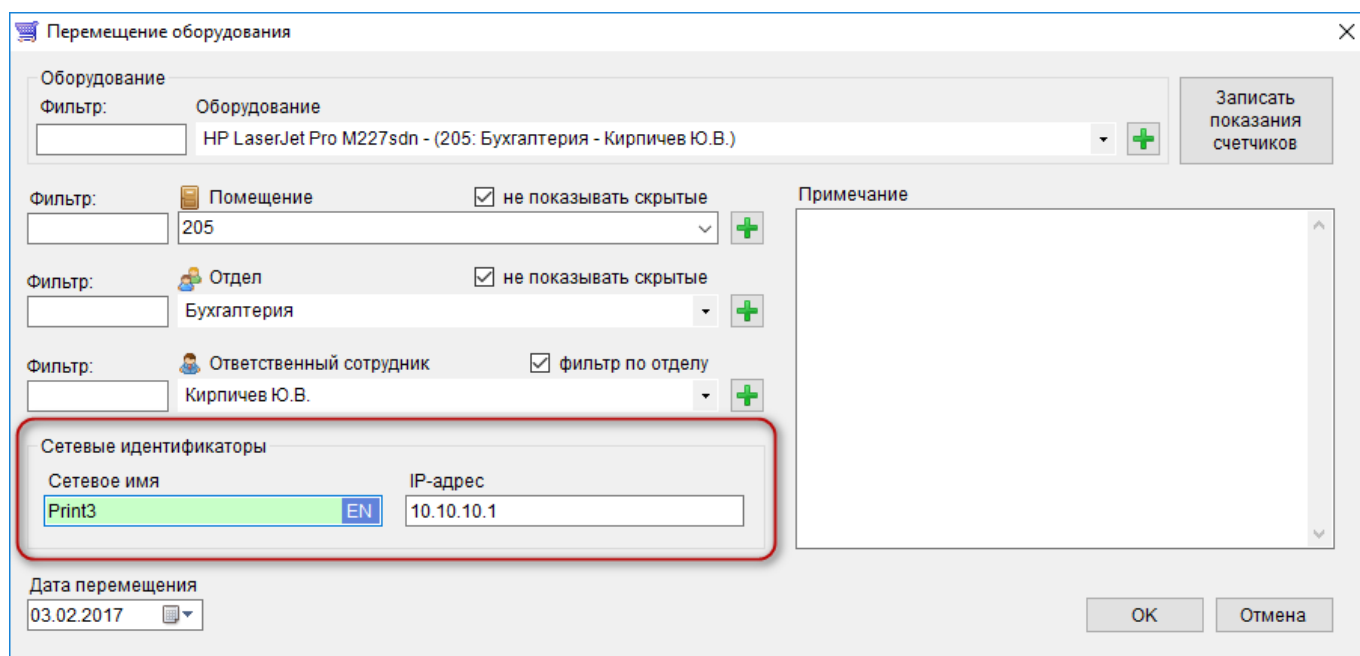 Перемещение оборудования
Оборудование
Фильтр: Оборудование
HP LaserJet Pro M227sdn - (205: Бухгалтерия - Кирпичев Ю.В.)
Записать
показания
счетчиков
Фильтр: Помещение не показывать скрытые
205
Фильтр: Отдел не показывать скрытые
Бухгалтерия
Фильтр: Ответственный сотрудник фильтр по отделу
Кирпичев Ю.В.
Примечание
Сетевые идентификаторы
Сетевое имя IP-адрес
Print3 EN 10.10.10.1
Дата перемещения
03.02.2017
OK Отмена